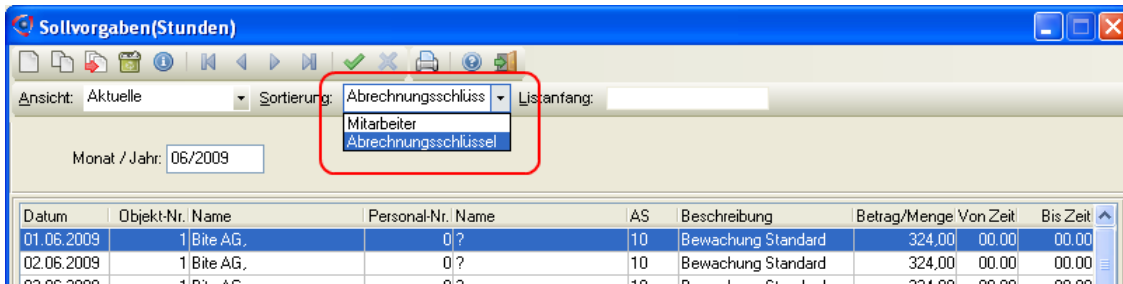 Sollvorgaben(Stunden)
Ansicht: Aktuelle Sortierung: Abrechnungsschlüss Listanfang:
Mitarbeiter
Abrechnungsschlüssel
Monat / Jahr: 06/2009
Datum Objekt-Nr. Name Personal-Nr. Name AS Beschreibung Betrag/Menge Von Zeit Bis Zeit
01.06.2009 1 Bite AG, 0 ? 10 Bewachung Standard 324,00 00.00 00.00
02.06.2009 1 Bite AG, 0 ? 10 Bewachung Standard 324,00 00.00 00.00